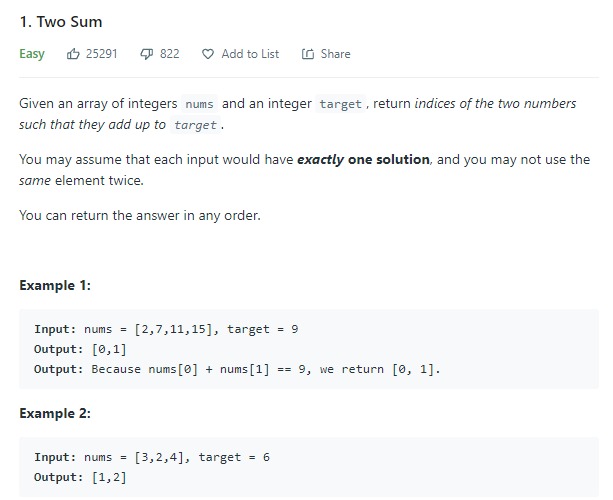 1. Two Sum
Easy 25291 822 Add to List Share
Given an array of integers nums and an integer target , return indices of the two numbers
such that they add up to target .
You may assume that each input would have exactly one solution, and you may not use the
same element twice.
You can return the answer in any order.
Example 1:
Input: nums = [2,7,11,15], target = 9
Output: [0,1]
Output: Because nums[0] + nums[1] == 9, we return [0, 1].
Example 2:
Input: nums = [3,2,4], target = 6
Output: [1,2]